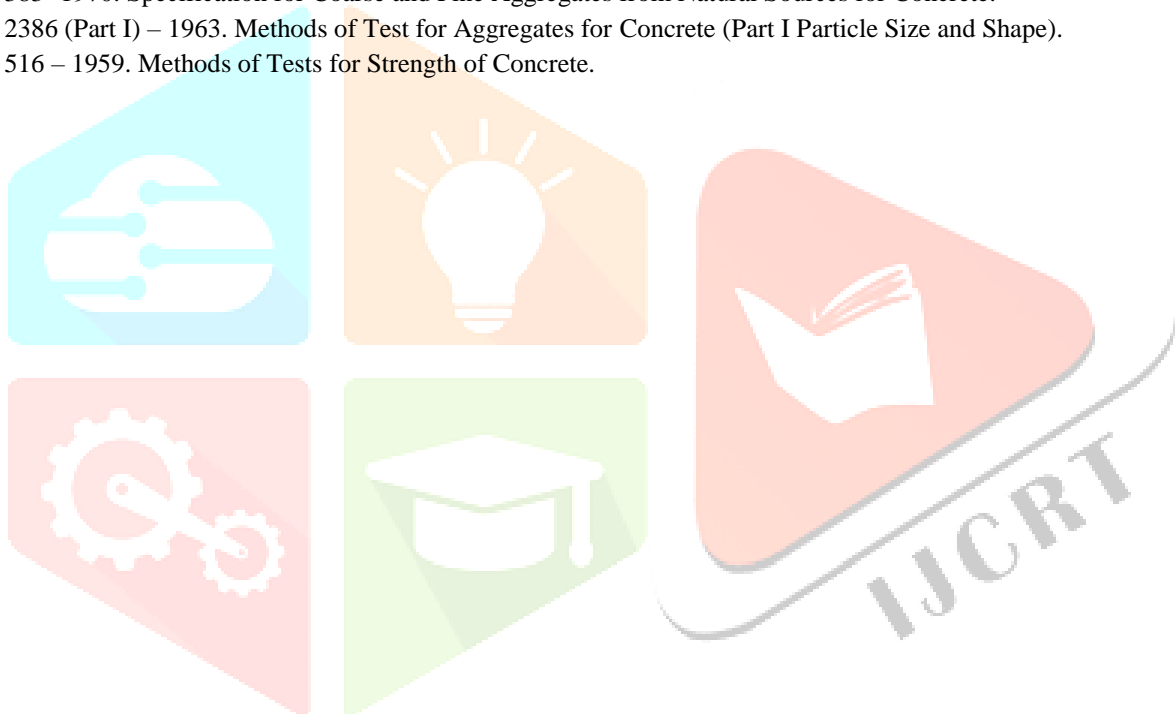 2386 (Part I) – 1963. Methods of Test for Aggregates for Concrete (Part I Particle Size and Shape).
516 – 1959. Methods of Tests for Strength of Concrete.
IJCRT